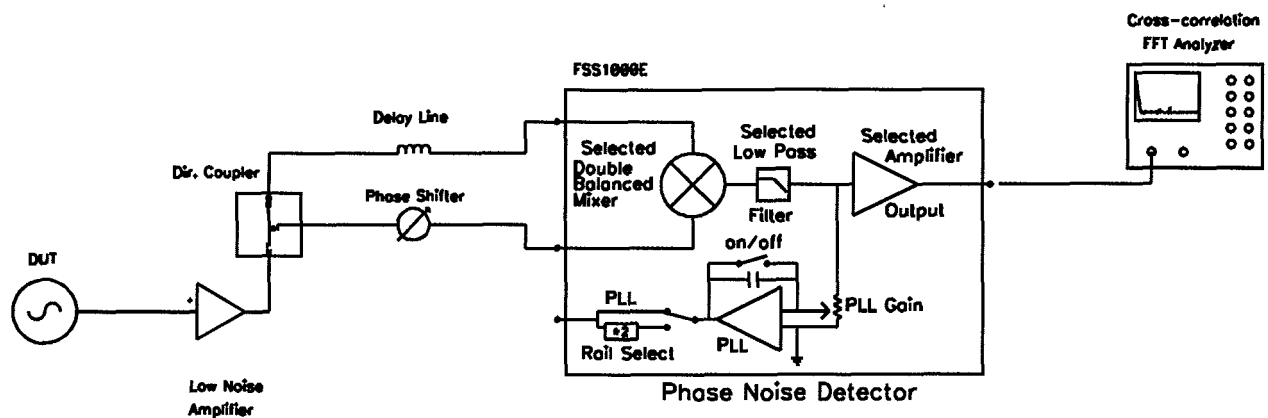 Cross-correlation
FFT Analyzer
FSS1000E
Delay Line
Selected
Double
Balanced
Mixer
Selected
Low Pass
Filter
Selected
Amplifier
Output
Dir. Coupler
Phase Shifter
on/off
DUT
PLL
*2
Rail Select
PLL
PLL Gain
Low Noise
Amplifier
Phase Noise Detector